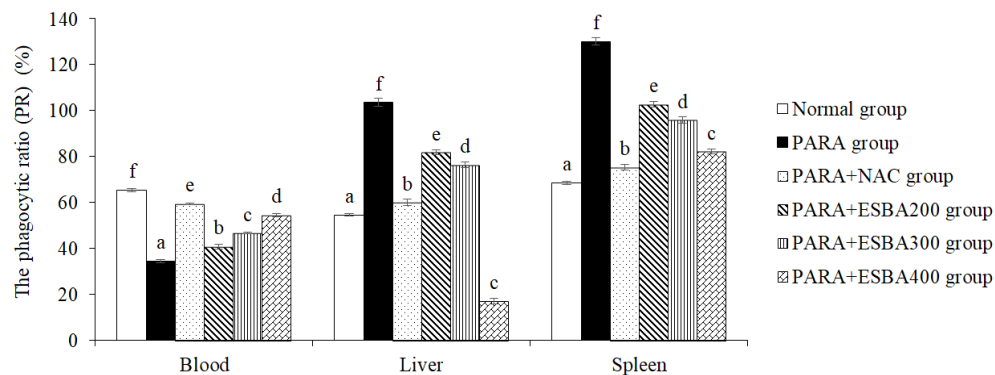 The phagocytic ratio (PR) (%)
140
120
100
80
60
40
20
0
f a e b c d
a f b e d c
a f b e d c
Blood Liver Spleen
Normal group
PARA group
PARA+NAC group
PARA+ESBA200 group
PARA+ESBA300 group
PARA+ESBA400 group